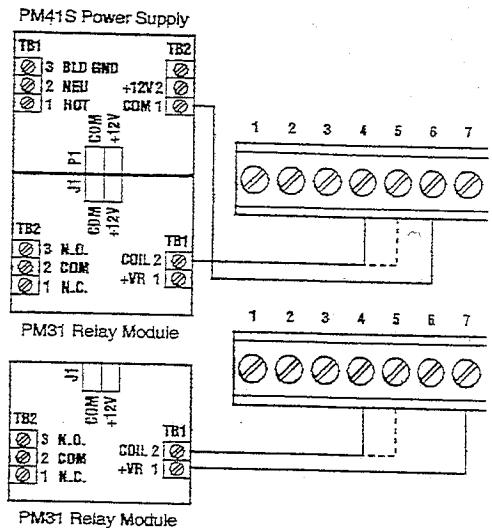 PM41S Power Supply
TB1
TB2
3 BLD GND
2 NEU
+12V 2
1 HOT
COM 1
P1
COM
+12V
J1
COM
+12V
TB2
TB1
3 N.O.
COIL 2
2 COM
+VR 1
1 N.C.
PM31 Relay Module
1 2 3 4 5 6 7
1 2 3 4 5 6 7
J1
COM
+12V
TB2
TB1
3 N.O.
COIL 2
2 COM
+VR 1
1 N.C.
PM31 Relay Module